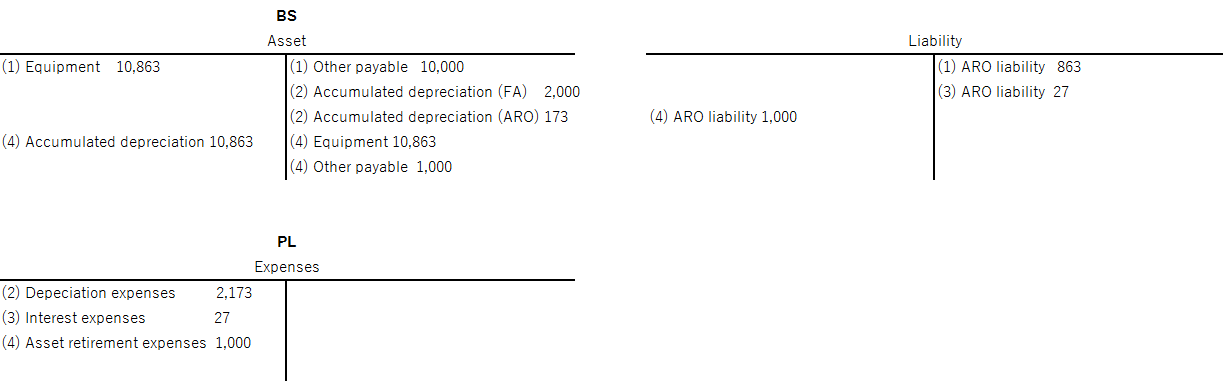 BS
Asset
Liability
(1) Equipment 10,863
(1) Other payable 10,000
(1) ARO liability 863
(2) Accumulated depreciation (FA) 2,000
(3) ARO liability 27
(2) Accumulated depreciation (ARO) 173
(4) ARO liability 1,000
(4) Accumulated depreciation 10,863
(4) Equipment 10,863
(4) Other payable 1,000
PL
Expenses
(2) Depeciation expenses 2,173
(3) Interest expenses 27
(4) Asset retirement expenses 1,000